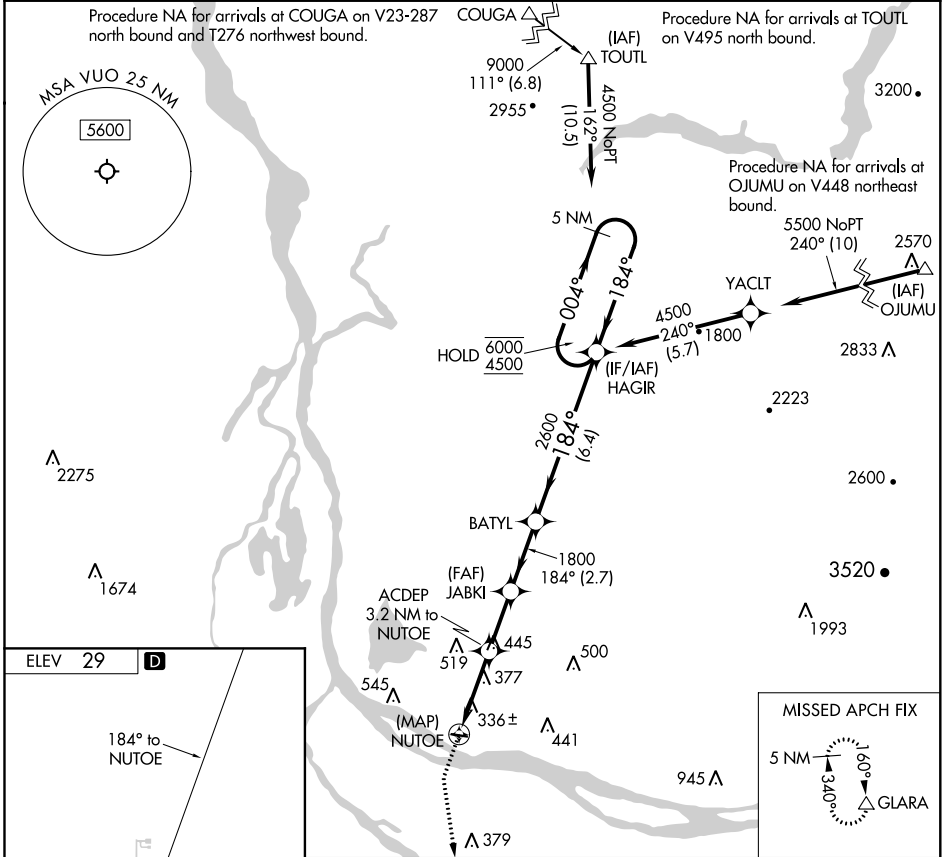 Procedure NA for arrivals at COUGA on V23-287
north bound and T276 northwest bound.
COUGA
Procedure NA for arrivals at TOUTL
on V495 north bound.
(IAF)
TOUTL
9000
111° (6.8)
2955
4500 NoPT
162°
(10.5)
3200
MSA VUO 25 NM
5600
Procedure NA for arrivals at
OJUMU on V448 northeast
bound.
5500 NoPT
240° (10)
2570
(IAF)
OJUMU
5 NM
004°
184°
YACLT
4500
240°
(5.7)
1800
HOLD
6000
4500
(IF/IAF)
HAGIR
2833
2223
2600
184°
(6.4)
2275
2600
BATYL
1800
184° (2.7)
(FAF)
JABKI
3520
1674
ACDEP
3.2 NM to
NUTOE
1993
519
445
500
377
545
336±
441
(MAP)
NUTOE
945
379
ELEV 29
D
184° to
NUTOE
MISSED APCH FIX
5 NM
340°
160°
GLARA